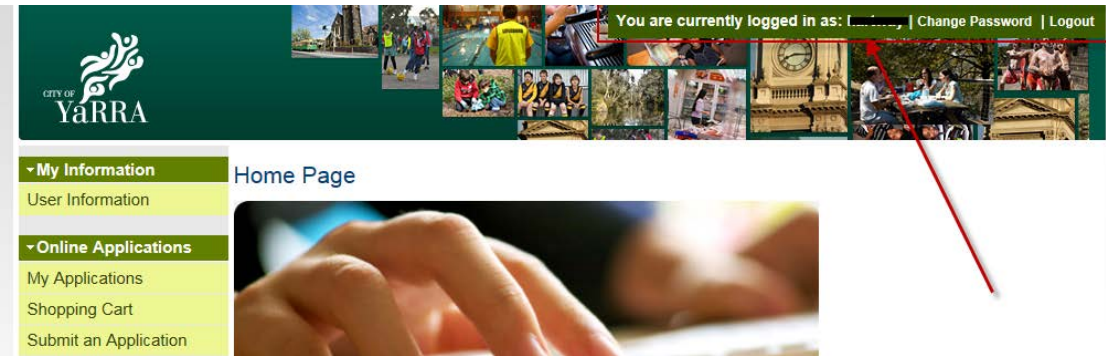 You are currently logged in as: | Change Password | Logout
CITY OF
YaRRA
My Information
User Information
Online Applications
My Applications
Shopping Cart
Submit an Application
Home Page